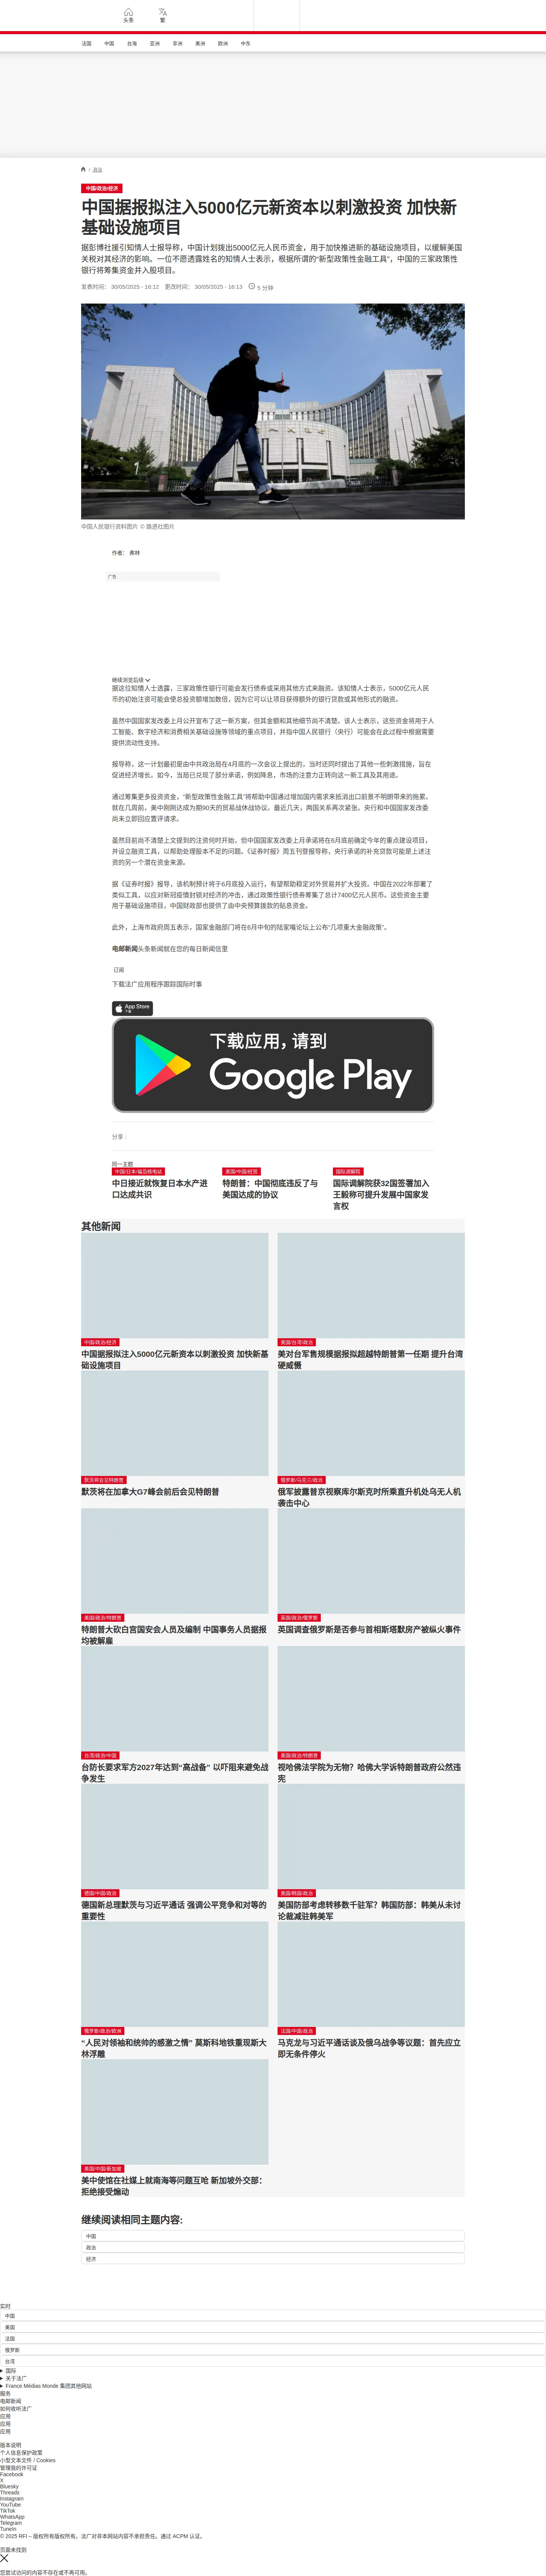 头条
繁
法国 中国 台海 亚洲 非洲 美洲 欧洲 中东
/ 政治
中国/政治/经济
中国据报拟注入5000亿元新资本以刺激投资 加快新
基础设施项目
据彭博社援引知情人士报导称，中国计划拨出5000亿元人民币资金，用于加快推进新的基础设施项目，以缓解美国
关税对其经济的影响。一位不愿透露姓名的知情人士表示，根据所谓的“新型政策性金融工具”，中国的三家政策性
银行将筹集资金并入股项目。
发表时间： 30/05/2025 - 16:12 更改时间： 30/05/2025 - 16:13 5 分钟
中国人民银行资料图片 © 路透社图片
作者： 弗林
广告
继续浏览后续
据这位知情人士透露，三家政策性银行可能会发行债券或采用其他方式来融资。该知情人士表示，5000亿元人民
币的初始注资可能会使总投资额增加数倍，因为它可以让项目获得额外的银行贷款或其他形式的融资。
虽然中国国家发改委上月公开宣布了这一新方案，但其金额和其他细节尚不清楚。该人士表示，这些资金将用于人
工智能、数字经济和消费相关基础设施等领域的重点项目，并指中国人民银行（央行）可能会在此过程中根据需要
提供流动性支持。
报导称，这一计划最初是由中共政治局在4月底的一次会议上提出的，当时还同时提出了其他一些刺激措施，旨在
促进经济增长。如今，当局已兑现了部分承诺，例如降息，市场的注意力正转向这一新工具及其用途。
通过筹集更多投资资金，“新型政策性金融工具”将帮助中国通过增加国内需求来抵消出口前景不明朗带来的拖累。
就在几周前，美中刚刚达成为期90天的贸易战休战协议。最近几天，两国关系再次紧张。央行和中国国家发改委
尚未立即回应置评请求。
虽然目前尚不清楚上文提到的注资何时开始，但中国国家发改委上月承诺将在6月底前确定今年的重点建设项目，
并设立融资工具，以帮助处理股本不足的问题。《证券时报》周五刊登报导称，央行承诺的补充贷款可能是上述注
资的另一个潜在资金来源。
据《证券时报》报导，该机制预计将于6月底投入运行，有望帮助稳定对外贸易并扩大投资。中国在2022年部署了
类似工具，以应对新冠疫情封锁对经济的冲击，通过政策性银行债券筹集了总计7400亿元人民币。这些资金主要
用于基础设施项目，中国财政部也提供了由中央预算拨款的贴息资金。
此外，上海市政府周五表示，国家金融部门将在6月中旬的陆家嘴论坛上公布“几项重大金融政策”。
电邮新闻头条新闻就在您的每日新闻信里
订阅
下载法广应用程序跟踪国际时事
App Store
下载应用，请到
Google Play
分享 :
同一主题
中国/日本/福岛核电站
中日接近就恢复日本水产进
口达成共识
美国/中国/经贸
特朗普：中国彻底违反了与
美国达成的协议
国际调解院
国际调解院获32国签署加入
王毅称可提升发展中国家发
言权
其他新闻
中国/政治/经济
中国据报拟注入5000亿元新资本以刺激投资 加快新基
础设施项目
美国/台湾/政治
美对台军售规模据报拟超越特朗普第一任期 提升台湾
硬威慑
默茨将会见特朗普
默茨将在加拿大G7峰会前后会见特朗普
俄罗斯/乌克兰/政治
俄军披露普京视察库尔斯克时所乘直升机处乌无人机
袭击中心
美国/政治/特朗普
特朗普大砍白宫国安会人员及编制 中国事务人员据报
均被解雇
英国/政治/俄罗斯
英国调查俄罗斯是否参与首相斯塔默房产被纵火事件
台湾/政治/中国
台防长要求军方2027年达到“高战备” 以吓阻来避免战
争发生
美国/政治/特朗普
视哈佛法学院为无物？哈佛大学诉特朗普政府公然违
宪
德国/中国/政治
德国新总理默茨与习近平通话 强调公平竞争和对等的
重要性
美国/韩国/政治
美国防部考虑转移数千驻军？韩国防部：韩美从未讨
论裁减驻韩美军
俄罗斯/政治/欧洲
“人民对领袖和统帅的感激之情” 莫斯科地铁重现斯大
林浮雕
法国/中国/政治
马克龙与习近平通话谈及俄乌战争等议题：首先应立
即无条件停火
美国/中国/新加坡
美中使馆在社媒上就南海等问题互呛 新加坡外交部：
拒绝接受煽动
继续阅读相同主题内容:
中国
政治
经济
实时
中国
美国
法国
俄罗斯
台湾
国际
关于法广
France Médias Monde 集团其他网站
服务
电邮新闻
如何收听法广
应用
应用
应用
版本说明
个人信息保护政策
小型文本文件 / Cookies
管理我的许可证
Facebook
X
Bluesky
Threads
Instagram
YouTube
TikTok
WhatsApp
Telegram
TuneIn
© 2025 RFI – 版权所有版权所有。法广对非本网站内容不承担责任。通过 ACPM 认证。
页面未找到
您尝试访问的内容不存在或不再可用。